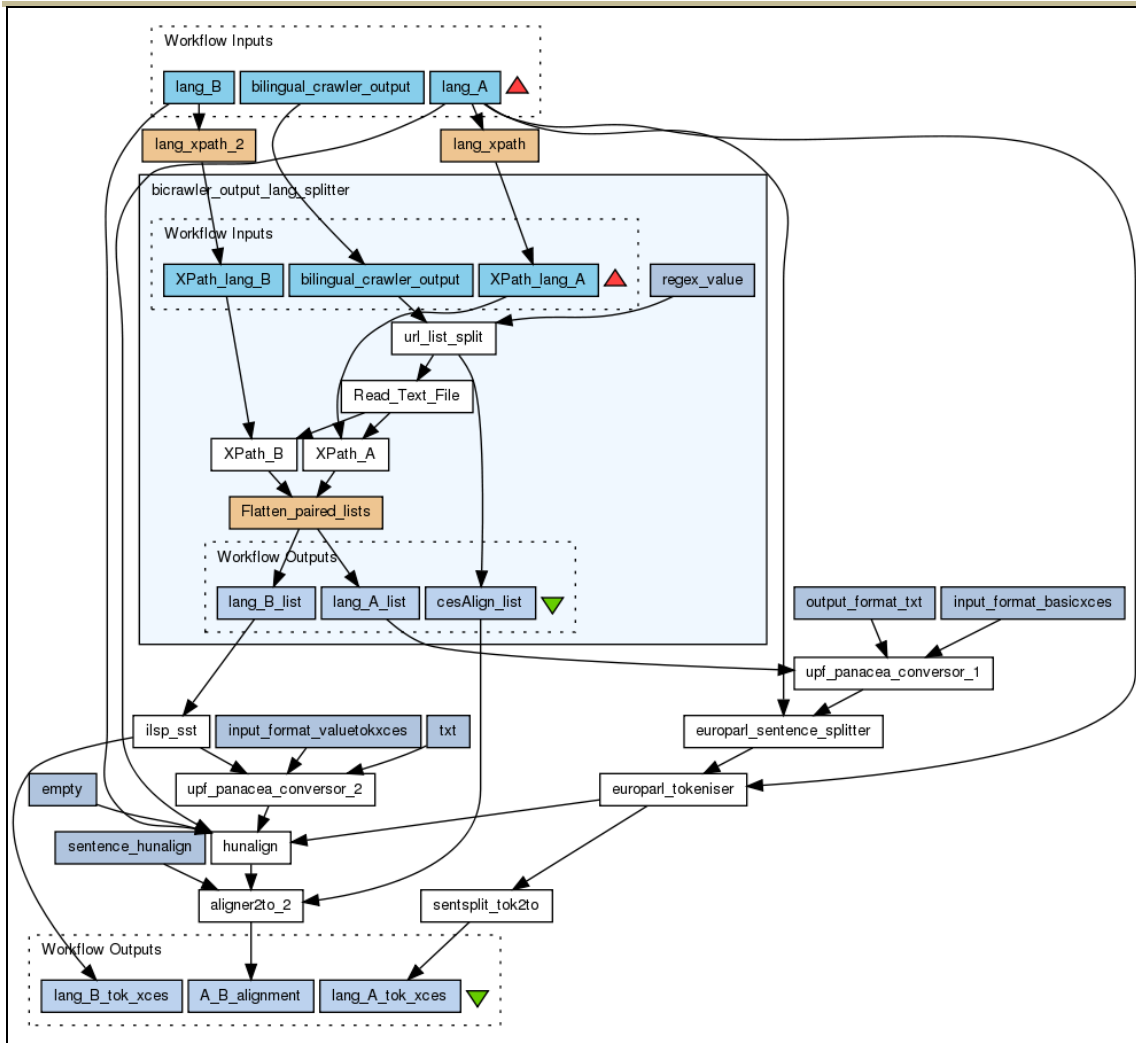 Workflow Inputs
lang_B
bilingual_crawler_output
lang_A
lang_xpath_2
lang_xpath
bicrawler_output_lang_splitter
Workflow Inputs
XPath_lang_B
bilingual_crawler_output
XPath_lang_A
regex_value
url_list_split
Read_Text_File
XPath_B
XPath_A
Flatten_paired_lists
Workflow Outputs
lang_B_list
lang_A_list
cesAlign_list
output_format_txt
input_format_basicxces
upf_panacea_conversor_1
ilsp_sst
input_format_valuetokxces
txt
europarl_sentence_splitter
empty
upf_panacea_conversor_2
europarl_tokeniser
sentence_hunalign
hunalign
aligner2to_2
sentsplit_tok2to
Workflow Outputs
lang_B_tok_xces
A_B_alignment
lang_A_tok_xces